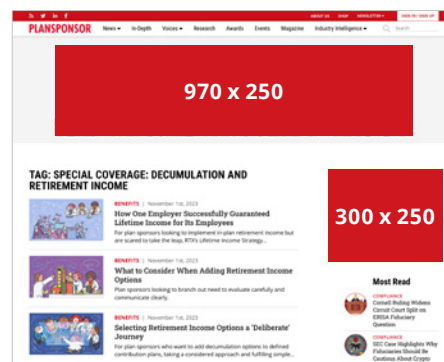 ABOUT US SHOP NEWSLETTER SIGN IN / SIGN UP
PLANSPONSOR News In-Depth Voices Research Awards Events Magazine Industry Intelligence Search
970 x 250
TAG: SPECIAL COVERAGE: DECUMULATION AND
RETIREMENT INCOME
300 x 250
BENEFITS | November 1st, 2023
How One Employer Successfully Guaranteed
Lifetime Income for Its Employees
For plan sponsors looking to implement in-plan retirement income but
are scared to take the leap, RTX's Lifetime Income Strategy...
BENEFITS | November 1st, 2023
What to Consider When Adding Retirement Income
Options
Plan sponsors looking to branch out need to evaluate carefully and
communicate clearly.
BENEFITS | November 1st, 2023
Selecting Retirement Income Options a 'Deliberate'
Journey
For plan sponsors who want to add decumulation options to defined
contribution plans, taking a considered approach and fulfilling simple...
Most Read
COMPLIANCE
Cornell Ruling Widens
Circuit Court Split on
ERISA Fiduciary
Question
COMPLIANCE
SEC Case Highlights Why
Fiduciaries Should Be
Cautious About Crypto